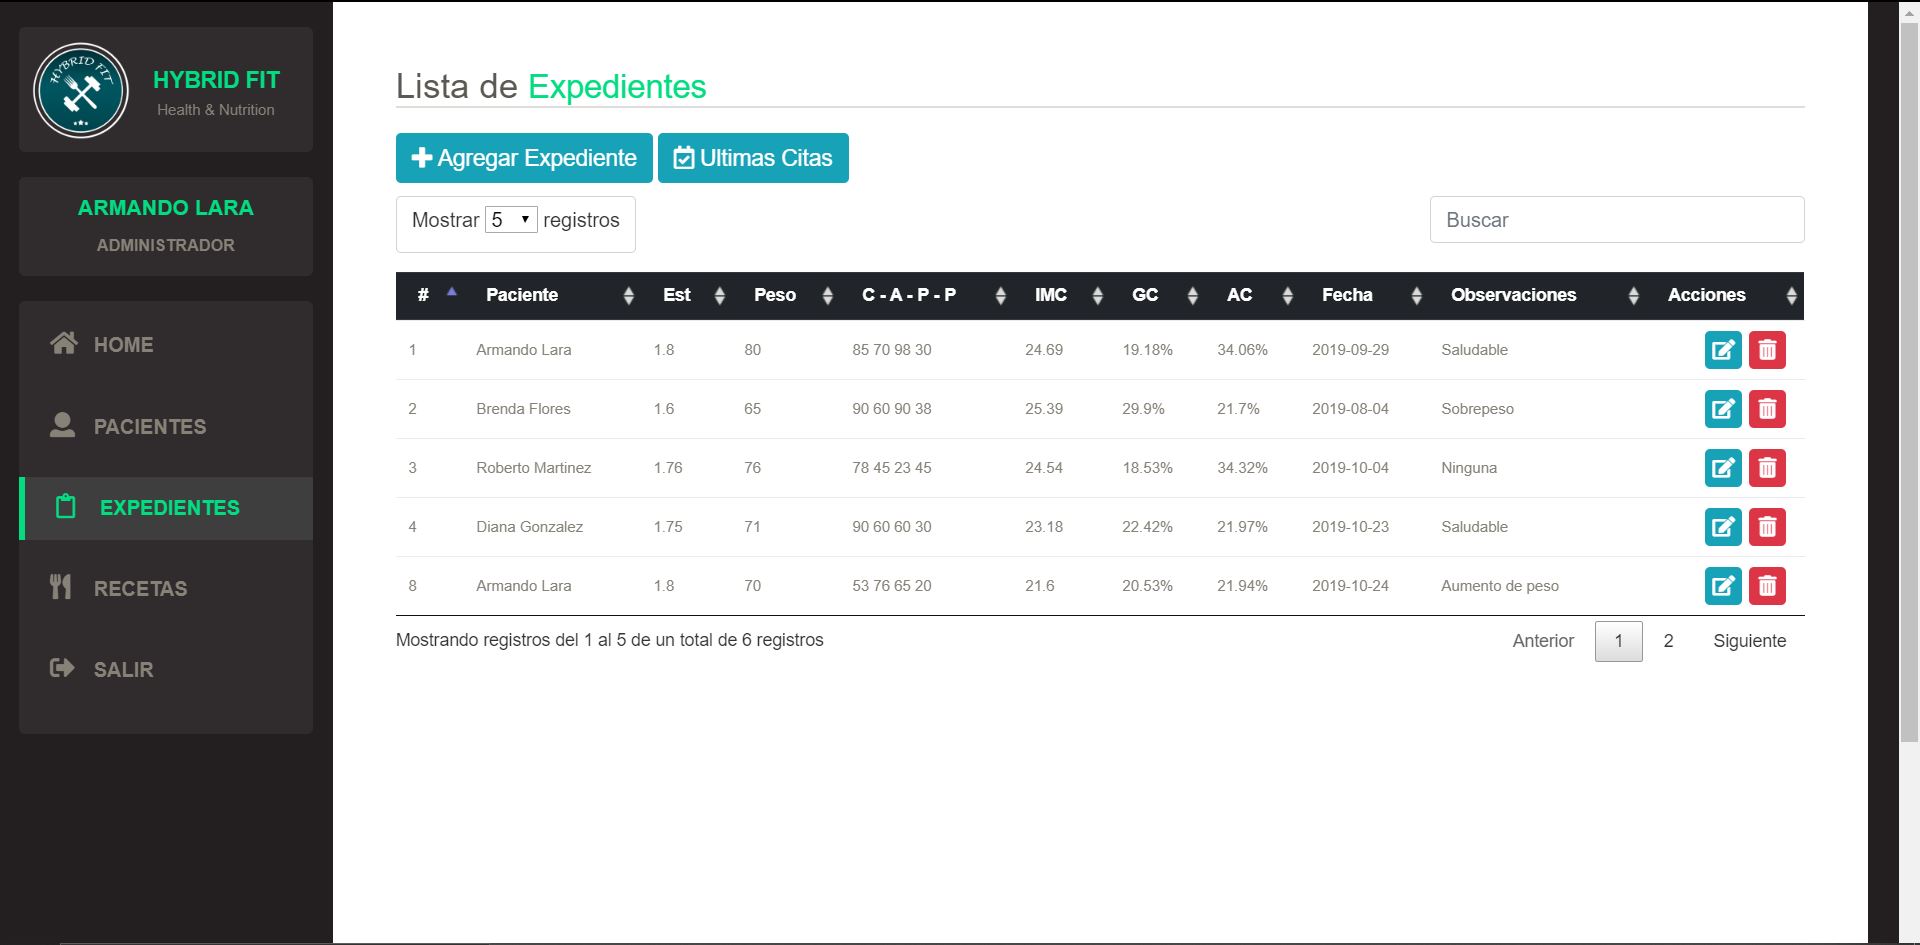 HYBRID FIT
HYBRID FIT
Health & Nutrition
ARMANDO LARA
ADMINISTRADOR
HOME
PACIENTES
EXPEDIENTES
RECETAS
SALIR
Lista de Expedientes
Agregar Expediente Ultimas Citas
Mostrar 5 registros Buscar
# Paciente Est Peso C - A - P - P IMC GC AC Fecha Observaciones Acciones
1 Armando Lara 1.8 80 85 70 98 30 24.69 19.18% 34.06% 2019-09-29 Saludable
2 Brenda Flores 1.6 65 90 60 90 38 25.39 29.9% 21.7% 2019-08-04 Sobrepeso
3 Roberto Martinez 1.76 76 78 45 23 45 24.54 18.53% 34.32% 2019-10-04 Ninguna
4 Diana Gonzalez 1.75 71 90 60 60 30 23.18 22.42% 21.97% 2019-10-23 Saludable
8 Armando Lara 1.8 70 53 76 65 20 21.6 20.53% 21.94% 2019-10-24 Aumento de peso
Mostrando registros del 1 al 5 de un total de 6 registros Anterior 1 2 Siguiente